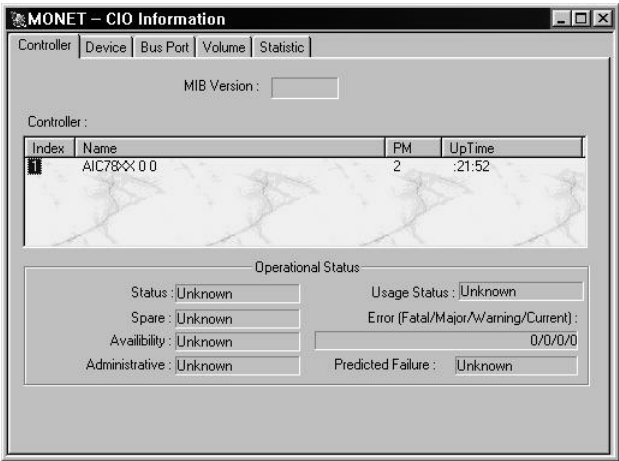 MONET – CIO Information
Controller Device Bus Port Volume Statistic
MIB Version :
Controller :
Index Name PM UpTime
1 AIC78XX 0 0 2 :21:52
Operational Status
Status : Unknown Usage Status : Unknown
Spare : Unknown Error (Fatal/Major/Warning/Current) :
Availibility : Unknown 0/0/0/0
Administrative : Unknown Predicted Failure : Unknown